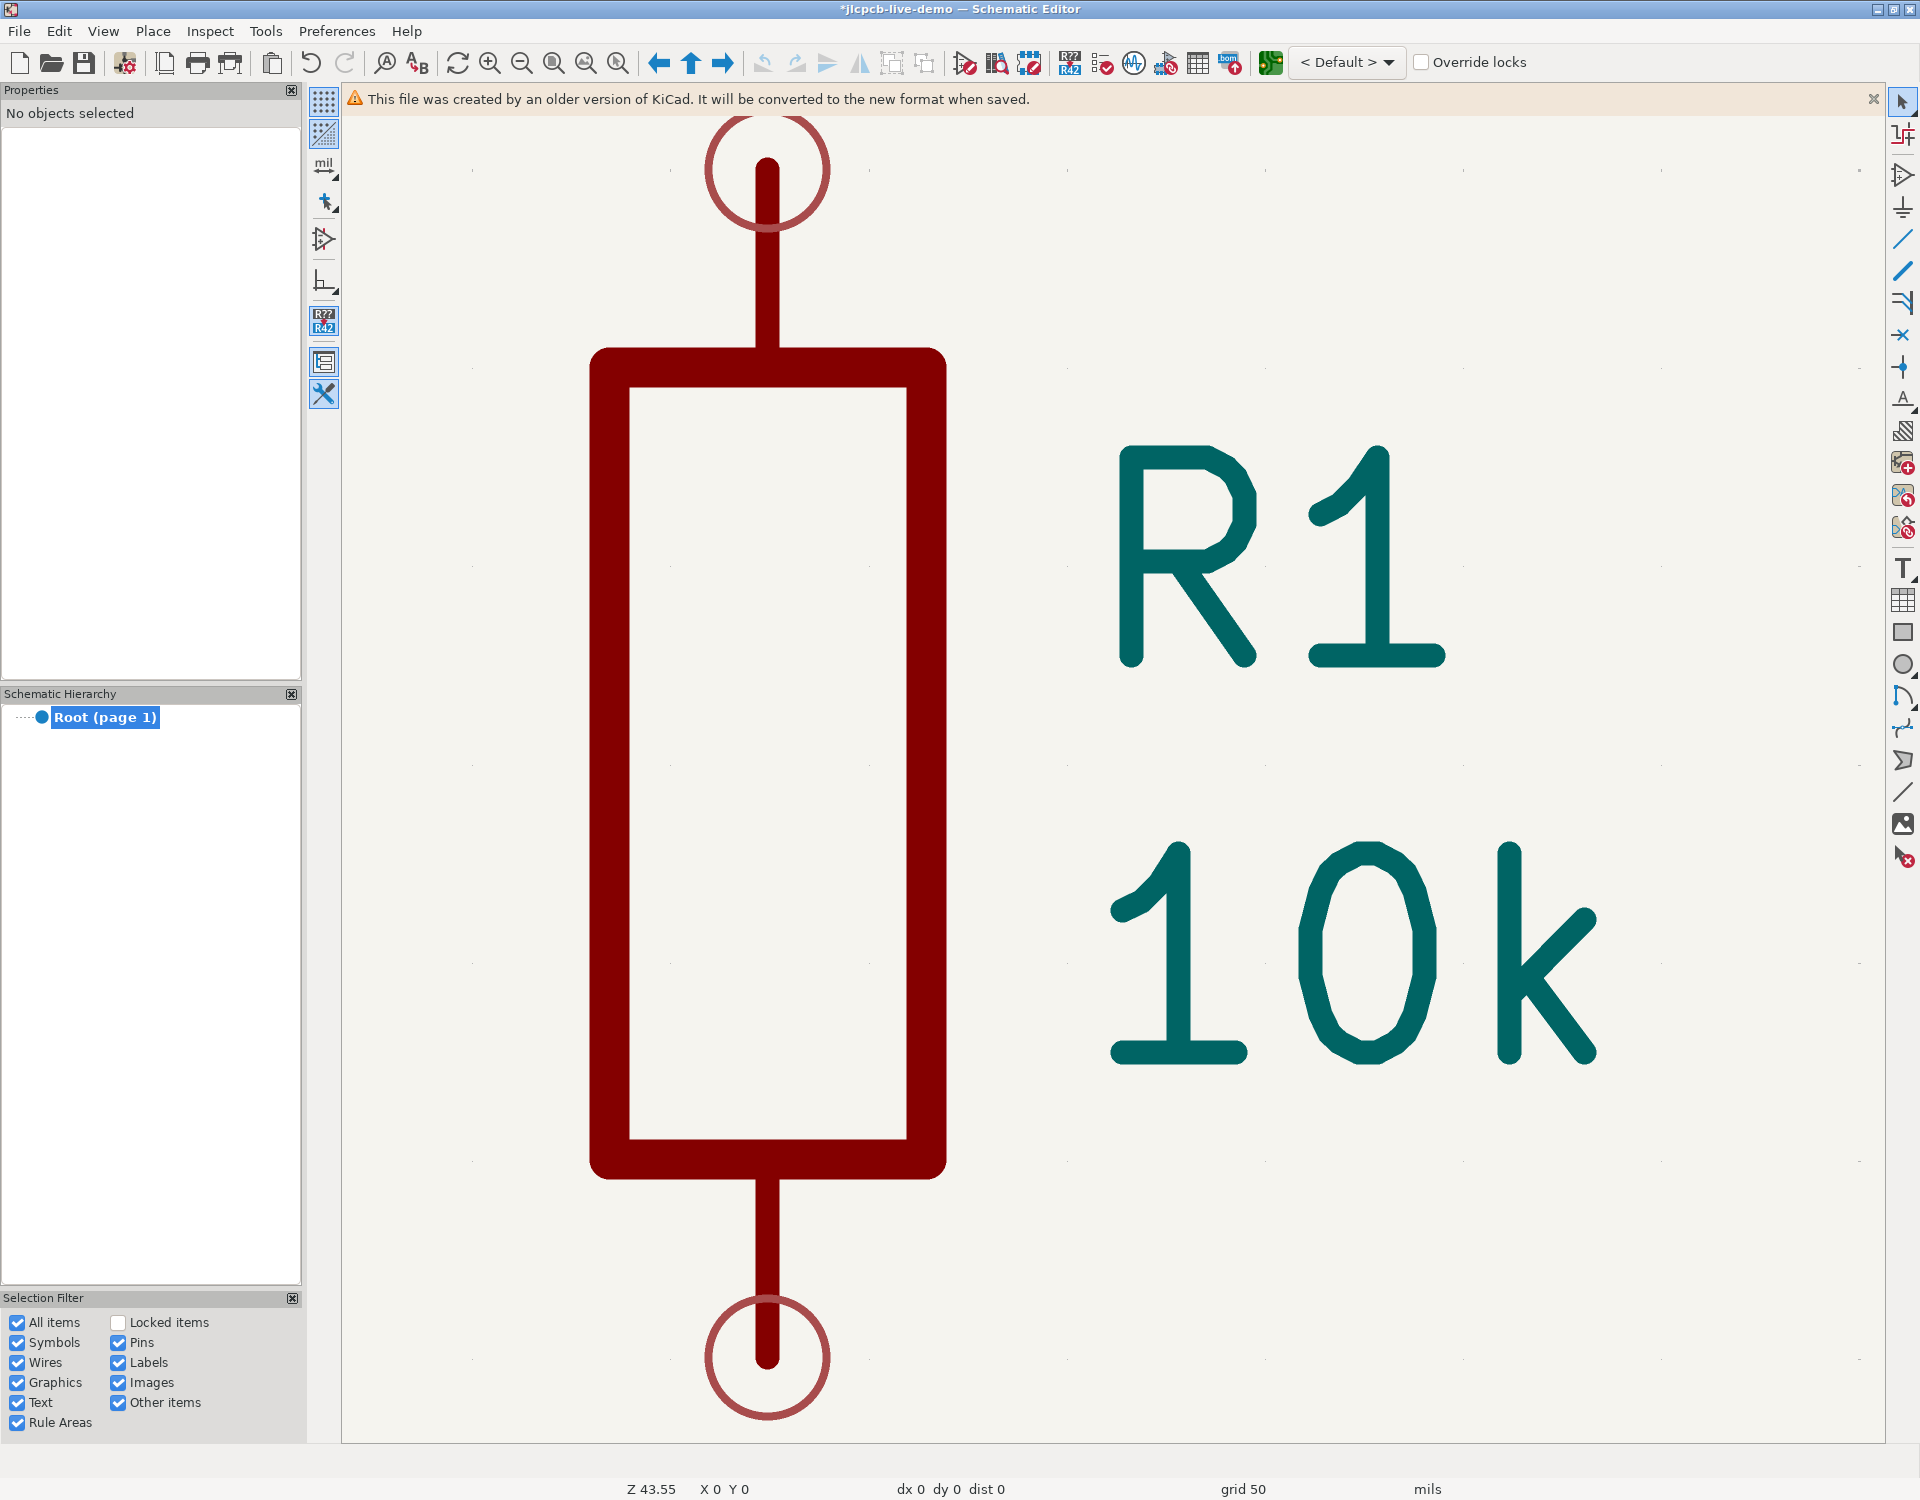 *jlcpcb-live-demo — Schematic Editor
File Edit View Place Inspect Tools Preferences Help
< Default > Override locks
Properties
No objects selected
This file was created by an older version of KiCad. It will be converted to the new format when saved.
mil
R??
R42
R1
10k
Schematic Hierarchy
Root (page 1)
Selection Filter
All items Locked items
Symbols Pins
Wires Labels
Graphics Images
Text Other items
Rule Areas
Z 43.55 X 0 Y 0 dx 0 dy 0 dist 0 grid 50 mils